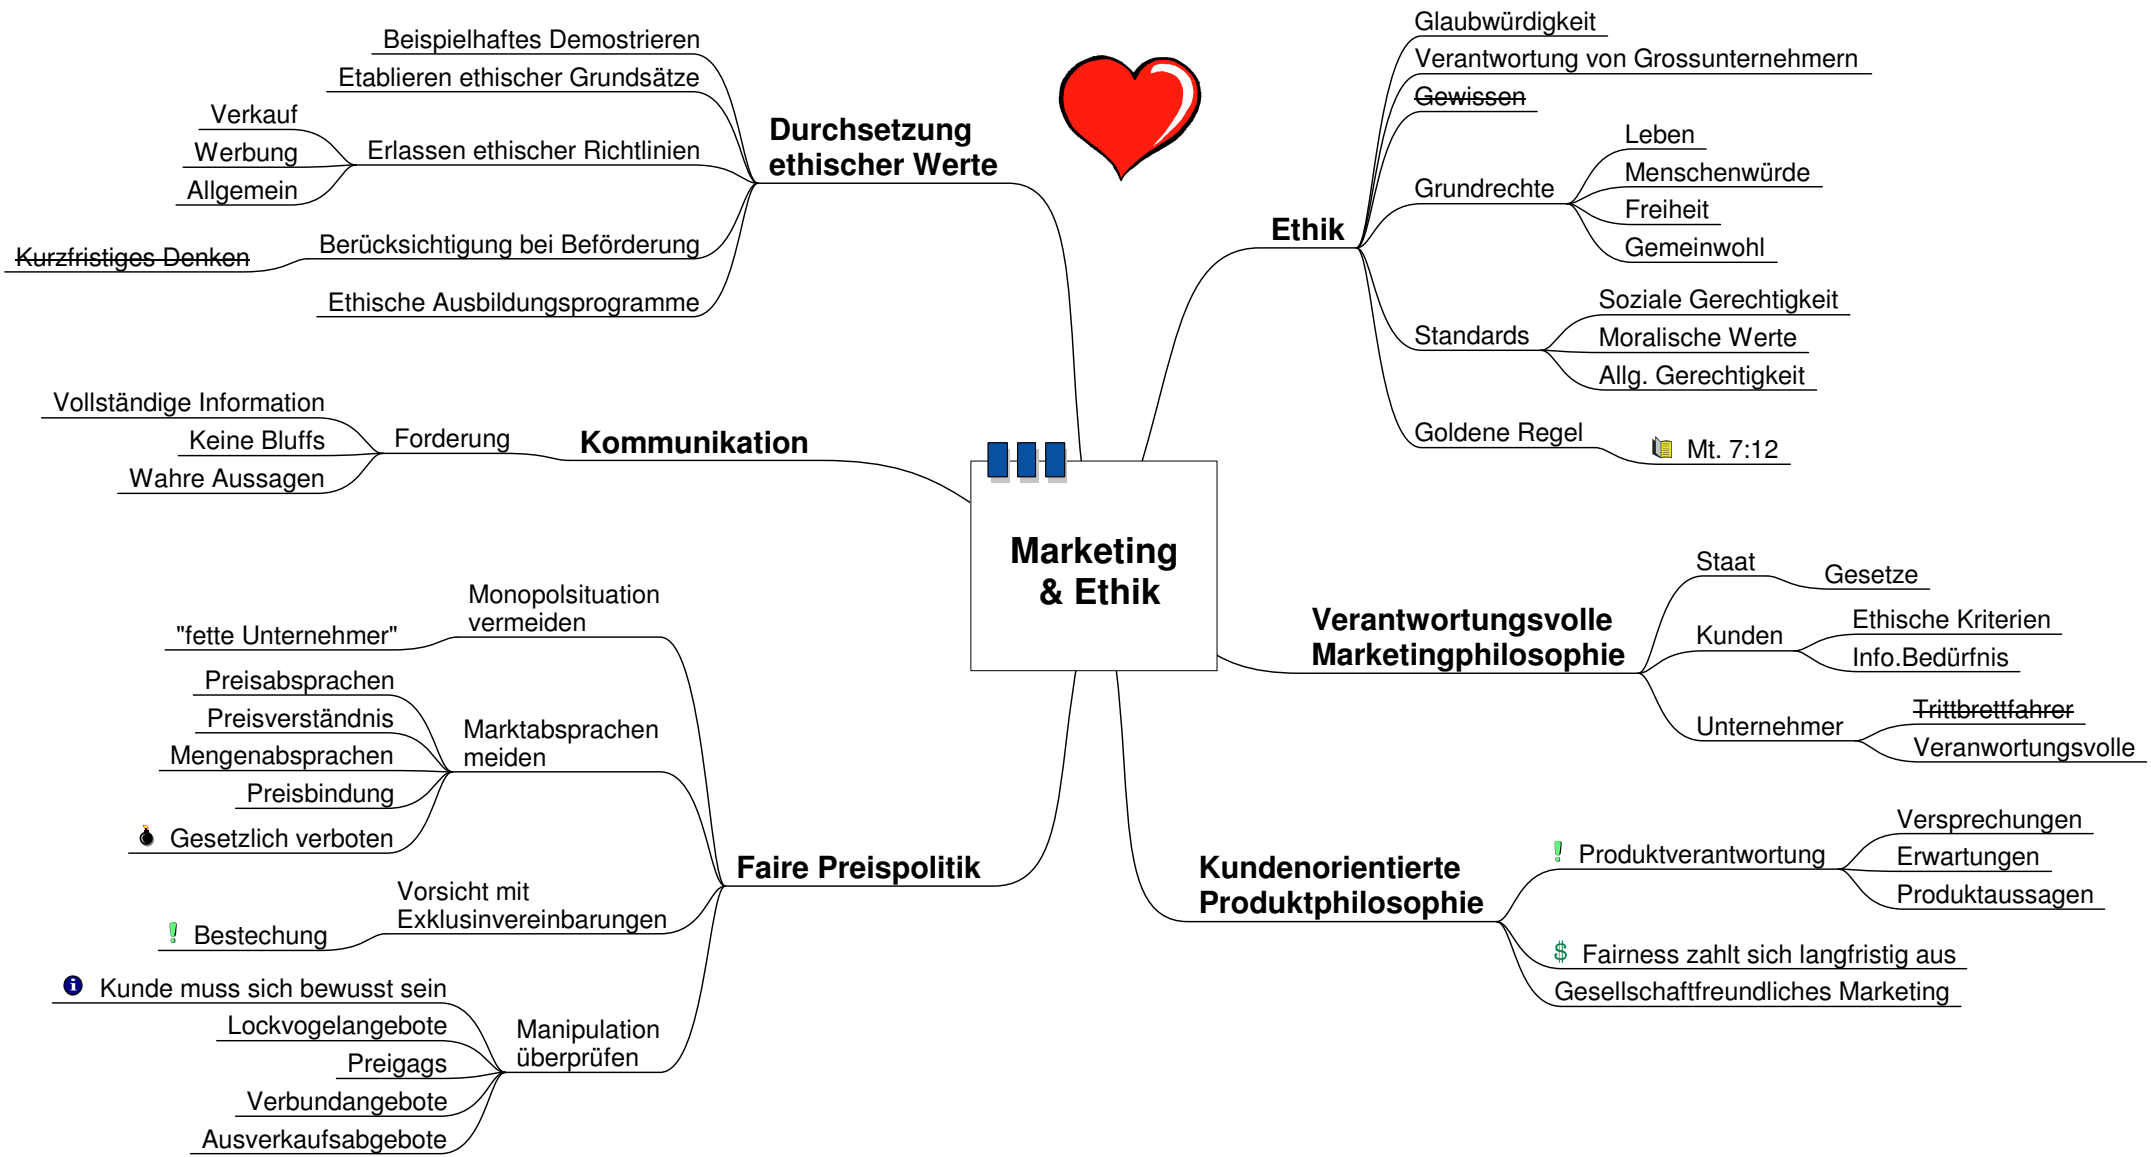 Marketing
& Ethik
Durchsetzung
ethischer Werte
Beispielhaftes Demostrieren
Etablieren ethischer Grundsätze
Erlassen ethischer Richtlinien
Verkauf
Werbung
Allgemein
Berücksichtigung bei Beförderung
Kurzfristiges Denken
Ethische Ausbildungsprogramme
Kommunikation
Forderung
Vollständige Information
Keine Bluffs
Wahre Aussagen
Faire Preispolitik
Monopolsituation
vermeiden
"fette Unternehmer"
Marktabsprachen
meiden
Preisabsprachen
Preisverständnis
Mengenabsprachen
Preisbindung
Gesetzlich verboten
Vorsicht mit
Exklusinvereinbarungen
! Bestechung
Manipulation
überprüfen
i Kunde muss sich bewusst sein
Lockvogelangebote
Preigags
Verbundangebote
Ausverkaufsabgebote
Ethik
Glaubwürdigkeit
Verantwortung von Grossunternehmern
Gewissen
Grundrechte
Leben
Menschenwürde
Freiheit
Gemeinwohl
Standards
Soziale Gerechtigkeit
Moralische Werte
Allg. Gerechtigkeit
Goldene Regel
Mt. 7:12
Verantwortungsvolle
Marketingphilosophie
Staat
Gesetze
Kunden
Ethische Kriterien
Info.Bedürfnis
Unternehmer
Trittbrettfahrer
Veranwortungsvolle
Kundenorientierte
Produktphilosophie
! Produktverantwortung
Versprechungen
Erwartungen
Produktaussagen
$ Fairness zahlt sich langfristig aus
Gesellschaftfreundliches Marketing